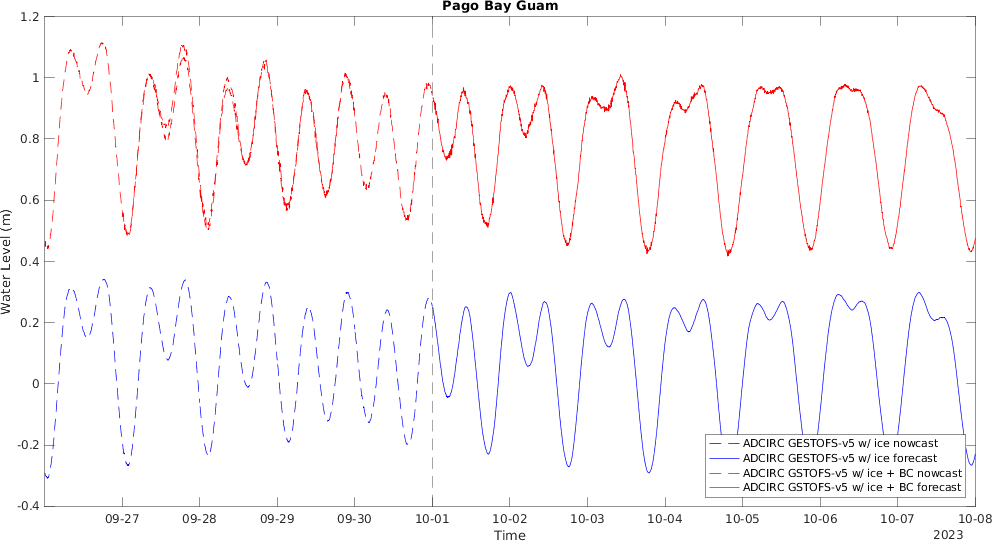 Pago Bay Guam
1.2
1
0.8
0.6
0.4
0.2
0
-0.2
-0.4
Water Level (m)
ADCIRC GESTOFS-v5 w/ ice nowcast
ADCIRC GESTOFS-v5 w/ ice forecast
ADCIRC GSTOFS-v5 w/ ice + BC nowcast
ADCIRC GSTOFS-v5 w/ ice + BC forecast
09-27 09-28 09-29 09-30 10-01 10-02 10-03 10-04 10-05 10-06 10-07 10-08
Time
2023